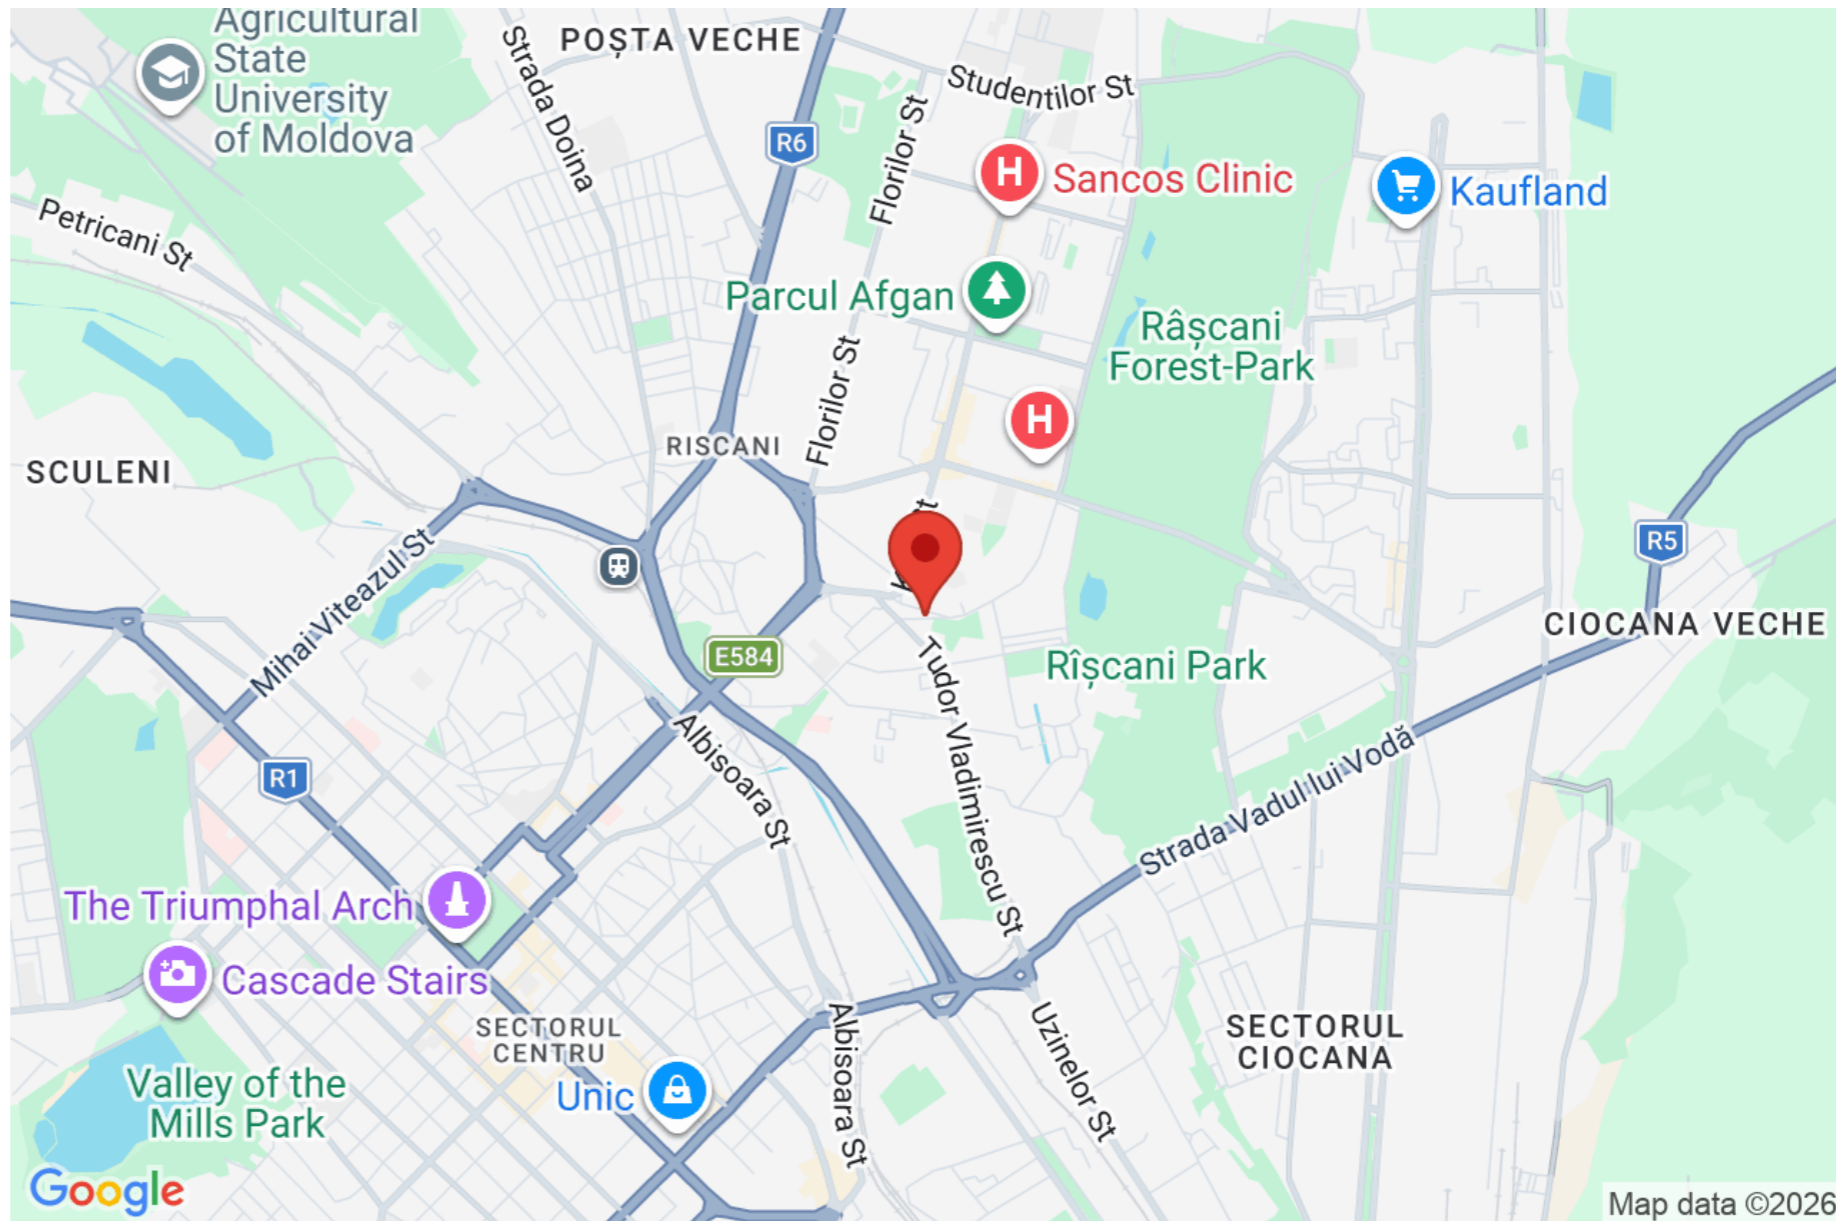 Agricultural
State
University
of Moldova
POȘTA VECHE
Strada Doina
R6
Florilor St
Studentilor St
H
Sancos Clinic
Kaufland
Petricani St
Parcul Afgan
Râșcani
Forest-Park
Florilor St
H
RISCANI
SCULENI
R5
Mihai Viteazul St
E584
CIOCANA VECHE
Rîșcani Park
Tudor Vladimirescu St
Albisoara St
R1
Strada Vadul lui Vodă
The Triumphal Arch
Cascade Stairs
SECTORUL
CENTRU
Albisoara St
Uzinelor St
SECTORUL
CIOCANA
Valley of the
Mills Park
Unic
Google
Map data ©2026